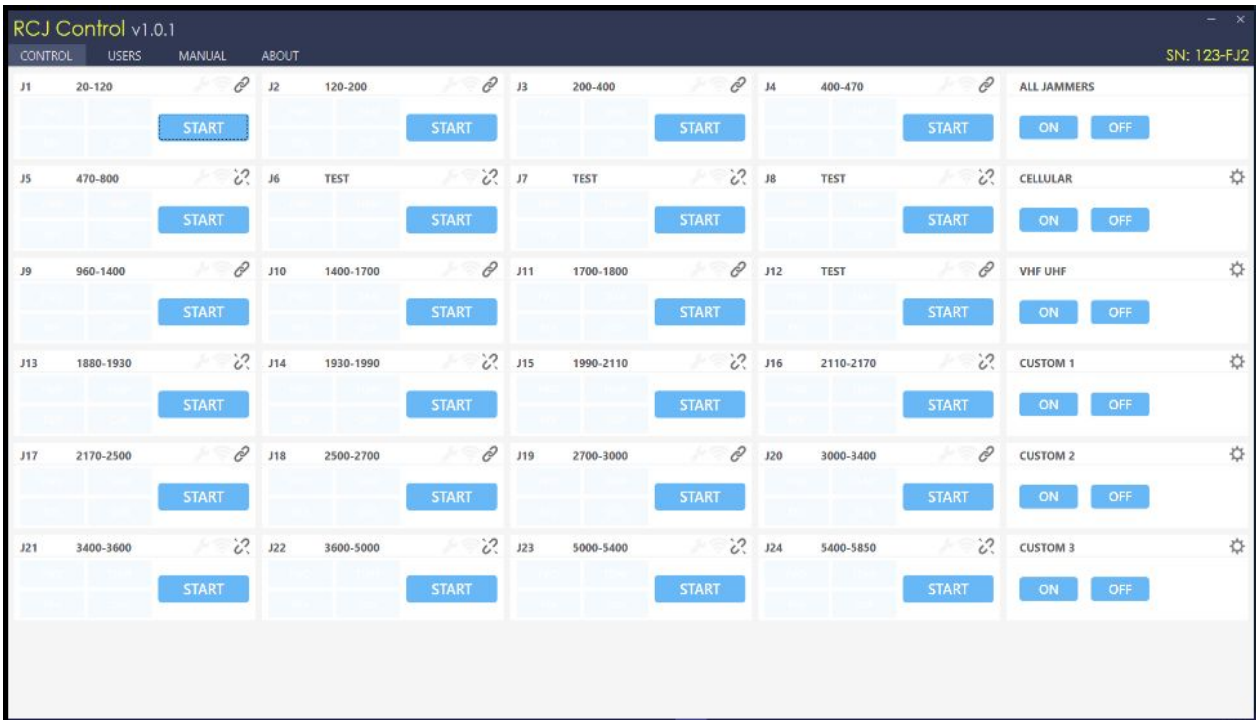 RCJ Control v1.0.1
CONTROL USERS MANUAL ABOUT SN: 123-FJ2
J1 20-120 J2 120-200 J3 200-400 J4 400-470 ALL JAMMERS
START START START START ON OFF
J5 470-800 J6 TEST J7 TEST J8 TEST CELLULAR
START START START START ON OFF
J9 960-1400 J10 1400-1700 J11 1700-1800 J12 TEST VHF UHF
START START START START ON OFF
J13 1880-1930 J14 1930-1990 J15 1990-2110 J16 2110-2170 CUSTOM 1
START START START START ON OFF
J17 2170-2500 J18 2500-2700 J19 2700-3000 J20 3000-3400 CUSTOM 2
START START START START ON OFF
J21 3400-3600 J22 3600-5000 J23 5000-5400 J24 5400-5850 CUSTOM 3
START START START START ON OFF